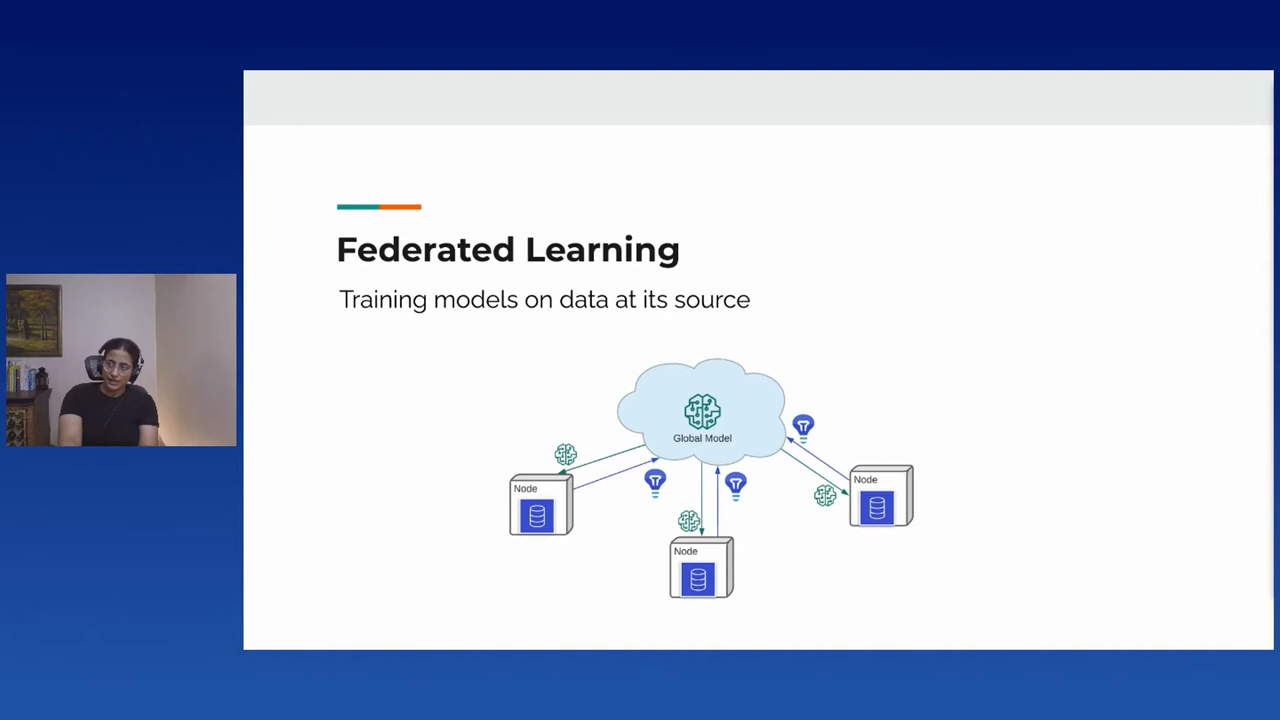 Federated Learning
Training models on data at its source
Global Model
Node
Node
Node